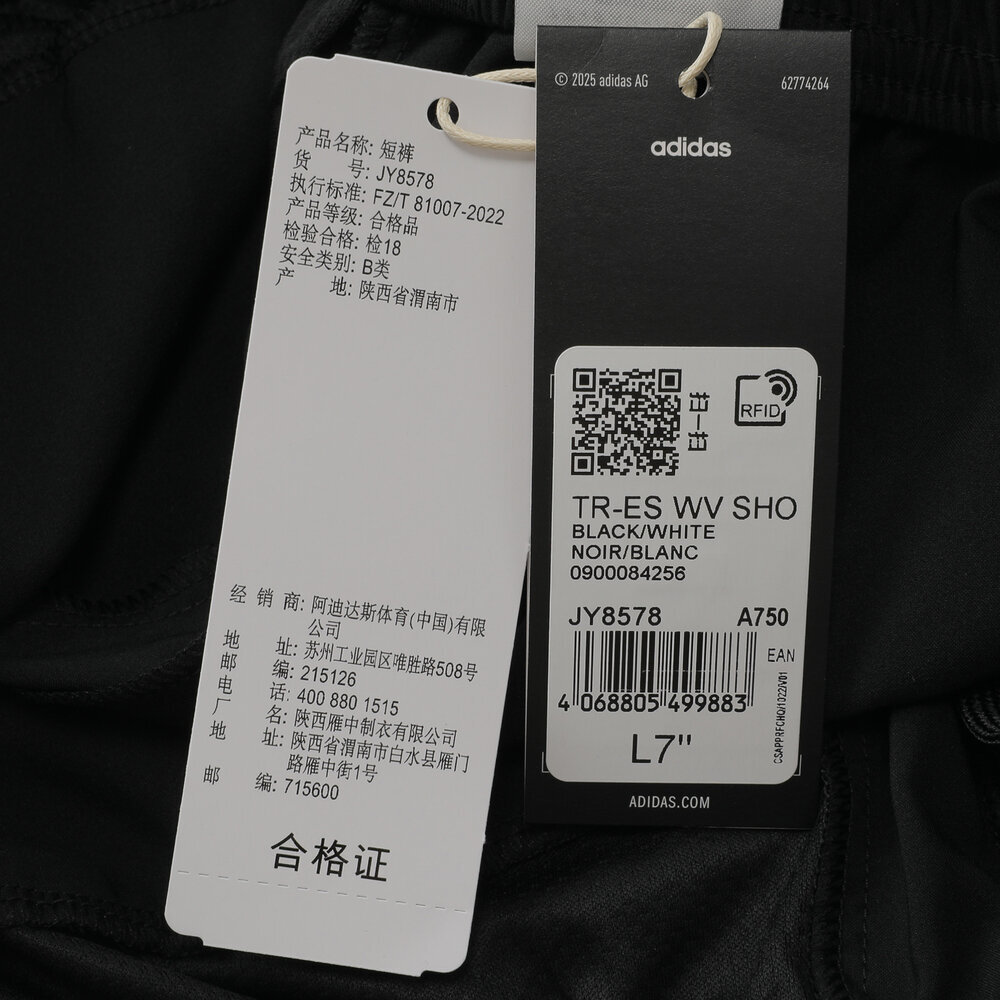 产品名称: 短裤
货 号: JY8578
执行标准: FZ/T 81007-2022
产品等级: 合格品
检验合格: 检18
安全类别: B类
产 地: 陕西省渭南市
经 销 商: 阿迪达斯体育(中国)有限
公司
地 址: 苏州工业园区唯胜路508号
邮 编: 215126
电 话: 400 880 1515
厂 名: 陕西雁中制衣有限公司
地 址: 陕西省渭南市白水县雁门
路雁中街1号
邮 编: 715600
合格证
© 2025 adidas AG
62774264
adidas
RFID
TR-ES WV SHO
BLACK/WHITE
NOIR/BLANC
0900084256
JY8578 A750
EAN
4 068805 499883
L7"
CSAPPRFCHQ/1022/V01
ADIDAS.COM